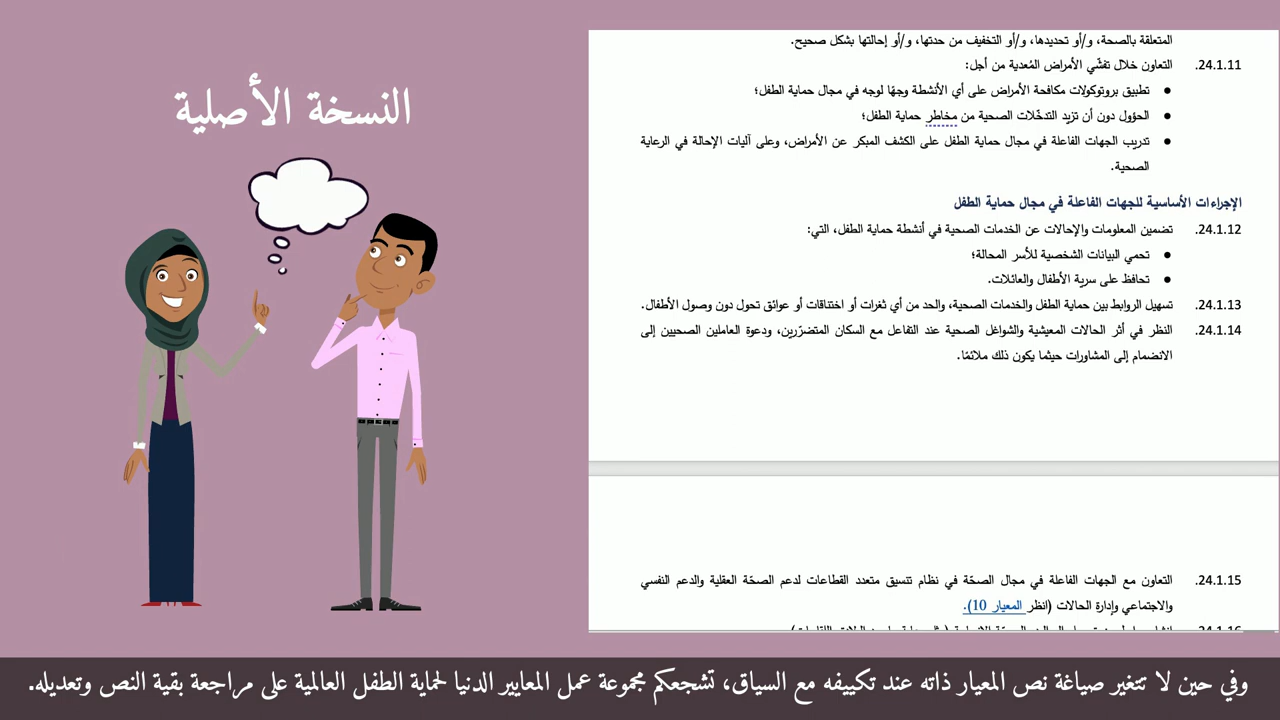 النسخة الأصلية
المتعلقة بالصحة، و/أو تحديدها، و/أو التخفيف من حدتها، و/أو إحالتها بشكل صحيح.
24.1.11. التعاون خلال تفشّي الأمراض المُعدية من أجل:
● تطبيق بروتوكولات مكافحة الأمراض على أي الأنشطة وجهًا لوجه في مجال حماية الطفل؛
● الحؤول دون أن تزيد التدخّلات الصحية من مخاطر حماية الطفل؛
● تدريب الجهات الفاعلة في مجال حماية الطفل على الكشف المبكر عن الأمراض، وعلى آليات الإحالة في الرعاية
الصحية.
الإجراءات الأساسية للجهات الفاعلة في مجال حماية الطفل
24.1.12. تضمين المعلومات والإحالات عن الخدمات الصحية في أنشطة حماية الطفل، التي:
● تحمي البيانات الشخصية للأسر المحالة؛
● تحافظ على سرية الأطفال والعائلات.
24.1.13. تسهيل الروابط بين حماية الطفل والخدمات الصحية، والحد من أي ثغرات أو اختناقات أو عوائق تحول دون وصول الأطفال.
24.1.14. النظر في أثر الحالات المعيشية والشواغل الصحية عند التفاعل مع السكان المتضرّرين، ودعوة العاملين الصحيين إلى
الانضمام إلى المشاورات حيثما يكون ذلك ملائمًا.
24.1.15. التعاون مع الجهات الفاعلة في مجال الصحّة في نظام تنسيق متعدد القطاعات لدعم الصحّة العقلية والدعم النفسي
والاجتماعي وإدارة الحالات (انظر المعيار 10).
24.1.16.
وفي حين لا تتغير صياغة نص المعيار ذاته عند تكييفه مع السياق، تشجعكم مجموعة عمل المعايير الدنيا لحماية الطفل العالمية على مراجعة بقية النص وتعديله.